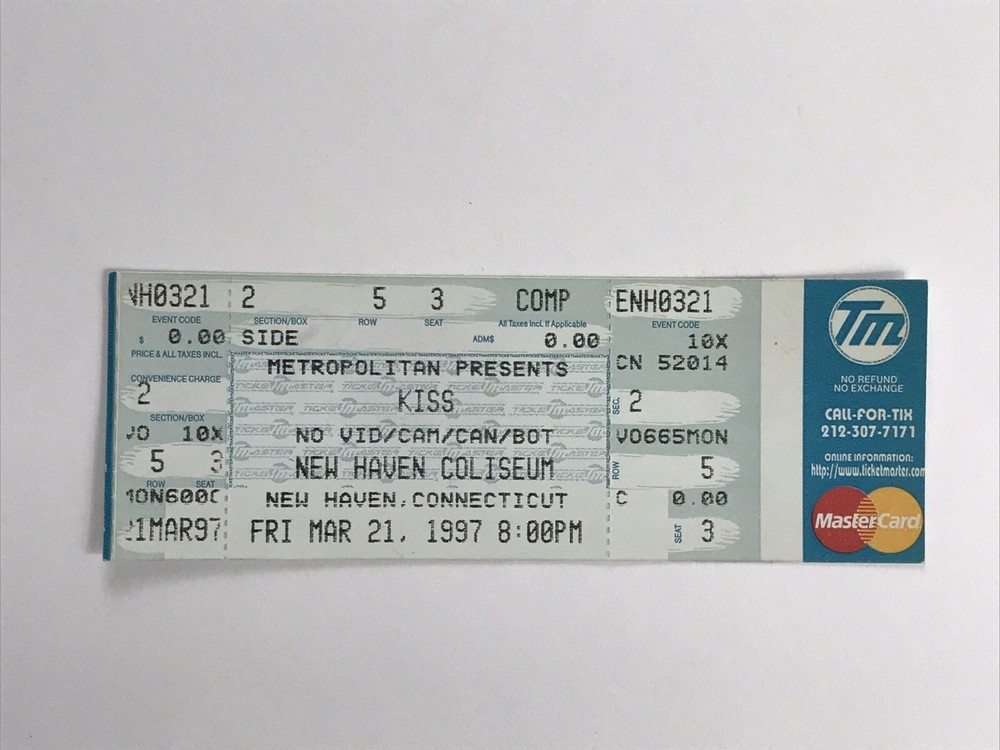 NH0321 2 5 3 COMP ENH0321
EVENT CODE SECTION/BOX ROW SEAT All Taxes Incl. If Applicable EVENT CODE
$ 0.00 SIDE ADM$ 0.00 10X
PRICE & ALL TAXES INCL.
METROPOLITAN PRESENTS
CN 52014
CONVENIENCE CHARGE
2 KISS SEC. 2
SECTION/BOX
JO 10X NO VID/CAM/CAN/BOT VO665MON
5 3 NEW HAVEN COLISEUM ROW 5
ROW SEAT
MON600C NEW HAVEN,CONNECTICUT C 0.00
21MAR97 FRI MAR 21, 1997 8:00PM SEAT 3
TM
NO REFUND
NO EXCHANGE
CALL-FOR-TIX
212-307-7171
ONLINE INFORMATION:
http://www.ticketmaster.com
MasterCard